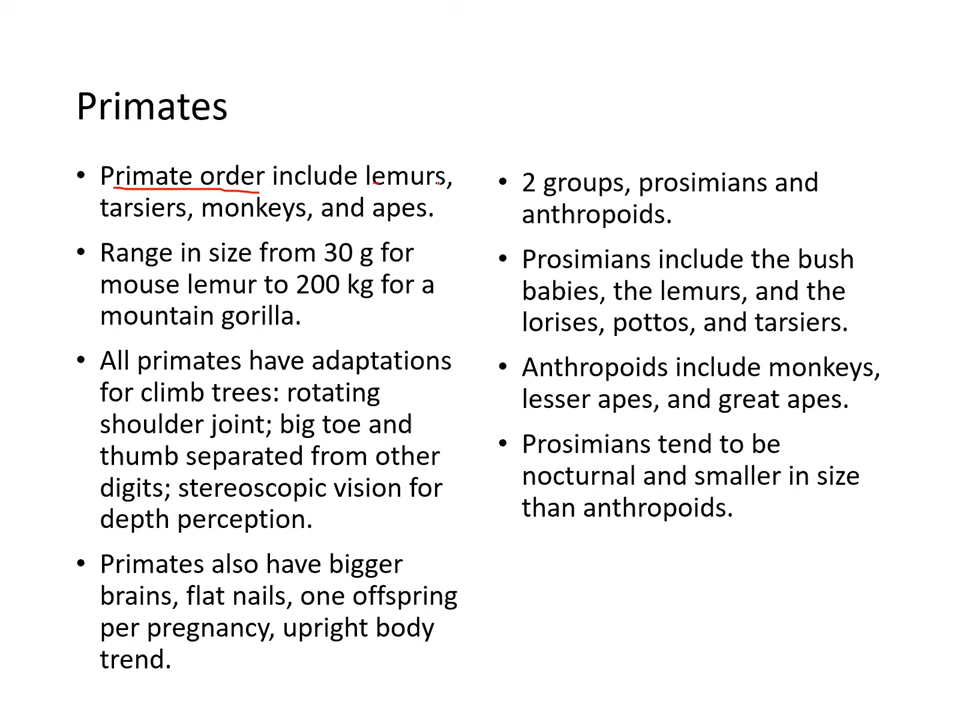 Primates
• Primate order include lemurs,
tarsiers, monkeys, and apes.
• Range in size from 30 g for
mouse lemur to 200 kg for a
mountain gorilla.
• All primates have adaptations
for climb trees: rotating
shoulder joint; big toe and
thumb separated from other
digits; stereoscopic vision for
depth perception.
• Primates also have bigger
brains, flat nails, one offspring
per pregnancy, upright body
trend.
• 2 groups, prosimians and
anthropoids.
• Prosimians include the bush
babies, the lemurs, and the
lorises, pottos, and tarsiers.
• Anthropoids include monkeys,
lesser apes, and great apes.
• Prosimians tend to be
nocturnal and smaller in size
than anthropoids.